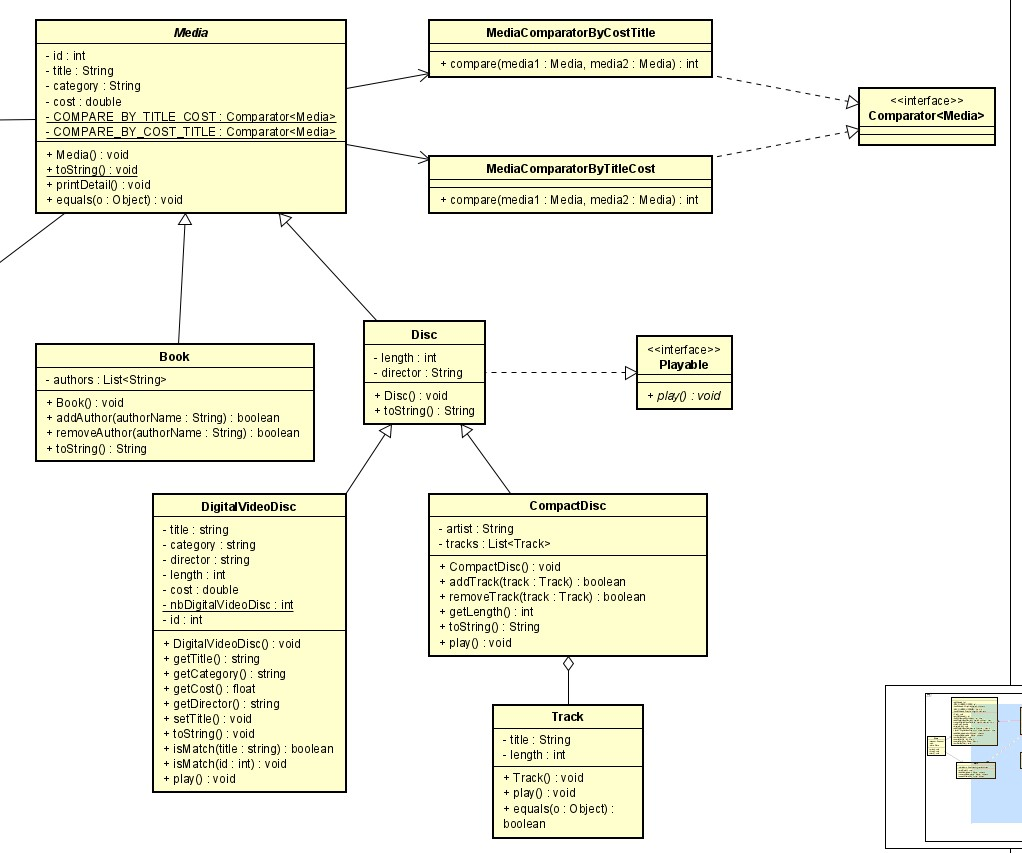 Media
- id : int
- title : String
- category : String
- cost : double
- COMPARE_BY_TITLE_COST : Comparator<Media>
- COMPARE_BY_COST_TITLE : Comparator<Media>
+ Media() : void
+ toString() : void
+ printDetail() : void
+ equals(o : Object) : void
MediaComparatorByCostTitle
+ compare(media1 : Media, media2 : Media) : int
<<interface>>
Comparator<Media>
MediaComparatorByTitleCost
+ compare(media1 : Media, media2 : Media) : int
Book
- authors : List<String>
+ Book() : void
+ addAuthor(authorName : String) : boolean
+ removeAuthor(authorName : String) : boolean
+ toString() : String
Disc
- length : int
- director : String
+ Disc() : void
+ toString() : String
<<interface>>
Playable
+ play() : void
DigitalVideoDisc
- title : string
- category : string
- director : string
- length : int
- cost : double
- nbDigitalVideoDisc : int
- id : int
+ DigitalVideoDisc() : void
+ getTitle() : string
+ getCategory() : string
+ getCost() : float
+ getDirector() : string
+ setTitle() : void
+ toString() : void
+ isMatch(title : string) : boolean
+ isMatch(id : int) : void
+ play() : void
CompactDisc
- artist : String
- tracks : List<Track>
+ CompactDisc() : void
+ addTrack(track : Track) : boolean
+ removeTrack(track : Track) : boolean
+ getLength() : int
+ toString() : String
+ play() : void
Track
- title : String
- length : int
+ Track() : void
+ play() : void
+ equals(o : Object) :
boolean